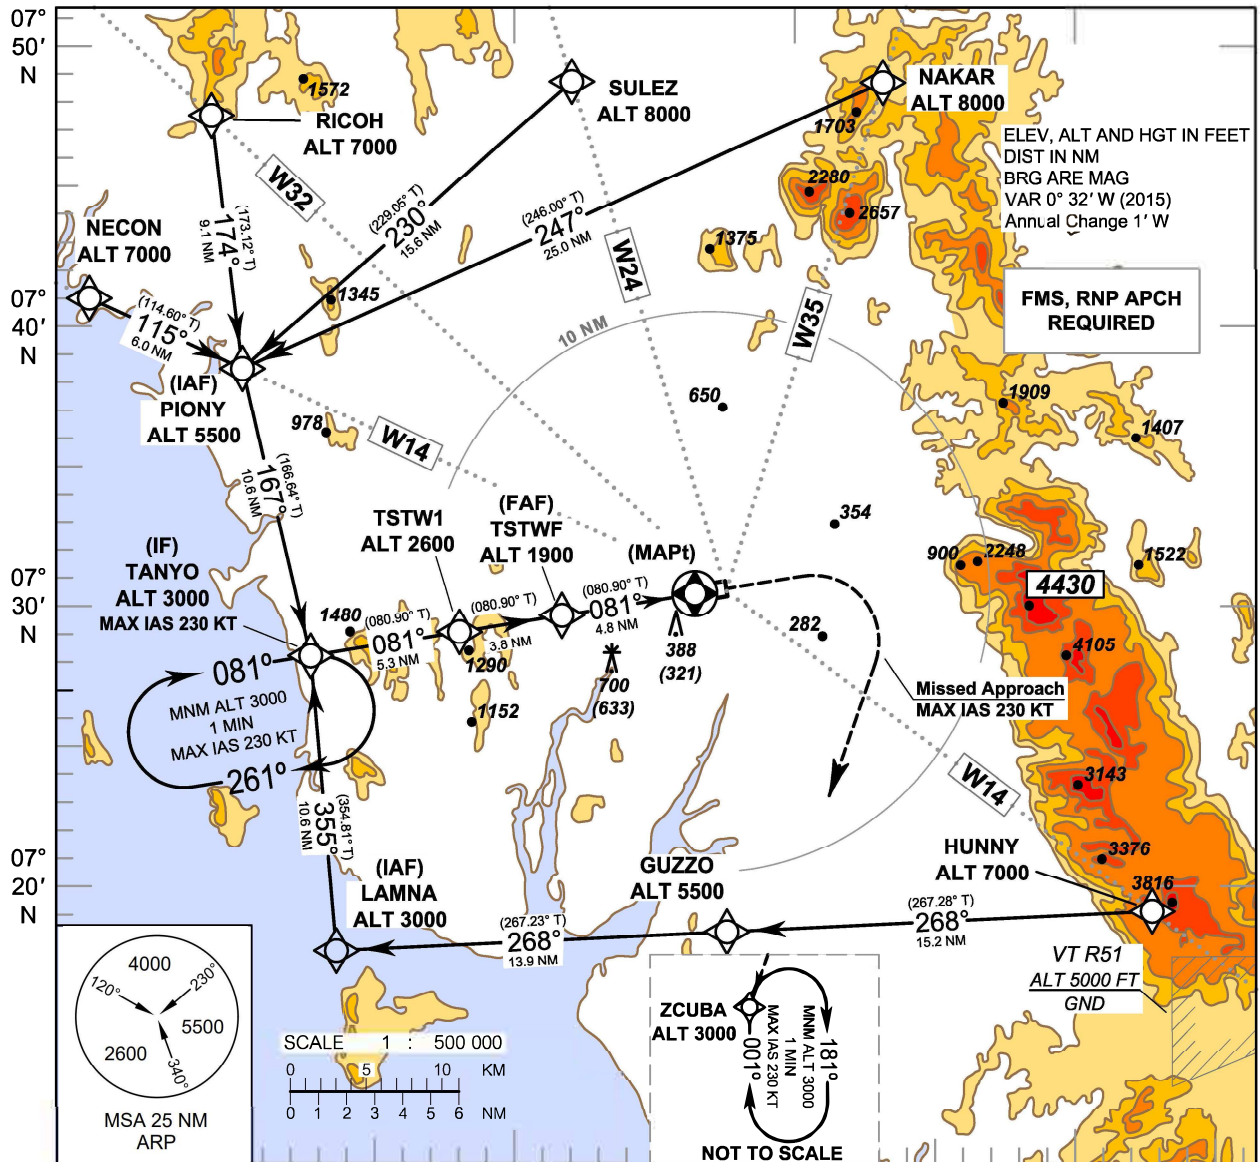 07°
50′
N
1572
RICOH
ALT 7000
SULEZ
ALT 8000
NAKAR
ALT 8000
1703
ELEV, ALT AND HGT IN FEET
DIST IN NM
BRG ARE MAG
VAR 0° 32′ W (2015)
Annual Change 1′ W
2280
2657
W32
NECON
ALT 7000
(173.12° T)
174°
9.1 NM
(229.05° T)
230°
15.6 NM
(246.00° T)
247°
25.0 NM
1375
W24
W35
1345
(114.60° T)
115°
6.0 NM
07°
40′
N
10 NM
FMS, RNP APCH
REQUIRED
(IAF)
PIONY
ALT 5500
650
1909
1407
978
W14
(166.64° T)
167°
10.6 NM
TSTW1
ALT 2600
(FAF)
TSTWF
ALT 1900
354
(MAPt)
900
2248
1522
4430
(IF)
TANYO
ALT 3000
MAX IAS 230 KT
07°
30′
N
1480
(080.90° T)
081°
5.3 NM
(080.90° T)
3.8 NM
(080.90° T)
081°
4.8 NM
282
1290
388
(321)
4105
081°
MNM ALT 3000
1 MIN
MAX IAS 230 KT
261°
700
(633)
1152
Missed Approach
MAX IAS 230 KT
3143
W14
(354.81° T)
355°
10.6 NM
07°
20′
N
(IAF)
LAMNA
ALT 3000
GUZZO
ALT 5500
HUNNY
ALT 7000
3376
3816
(267.23° T)
268°
13.9 NM
(267.28° T)
268°
15.2 NM
VT R51
ALT 5000 FT
GND
4000
120°
230°
5500
2600
340°
MSA 25 NM
ARP
SCALE 1 : 500 000
0 5 10 KM
0 1 2 3 4 5 6 NM
ZCUBA
ALT 3000
001°
MAX IAS 230 KT
1 MIN
MNM ALT 3000
181°
NOT TO SCALE